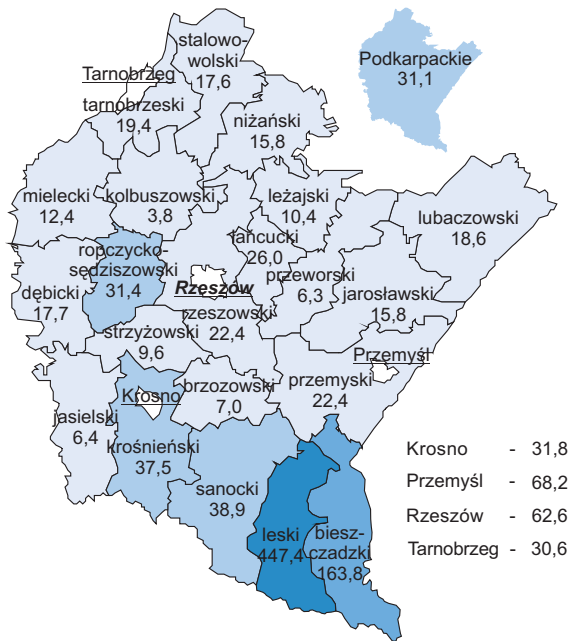 stalowo-
wolski
17,6
Podkarpackie
31,1
Tarnobrzeg
tarnobrzeski
19,4
niżański
15,8
mielecki
12,4
kolbuszowski
3,8
leżajski
10,4
lubaczowski
18,6
ropczycko-
sędziszowski
31,4
łańcucki
26,0
przeworski
6,3
jarosławski
15,8
dębicki
17,7
Rzeszów
rzeszowski
22,4
strzyżowski
9,6
Przemyśl
przemyski
22,4
Krosno
brzozowski
7,0
jasielski
6,4
krośnieński
37,5
sanocki
38,9
leski
447,4
biesz-
czadzki
163,8
Krosno - 31,8
Przemyśl - 68,2
Rzeszów - 62,6
Tarnobrzeg - 30,6